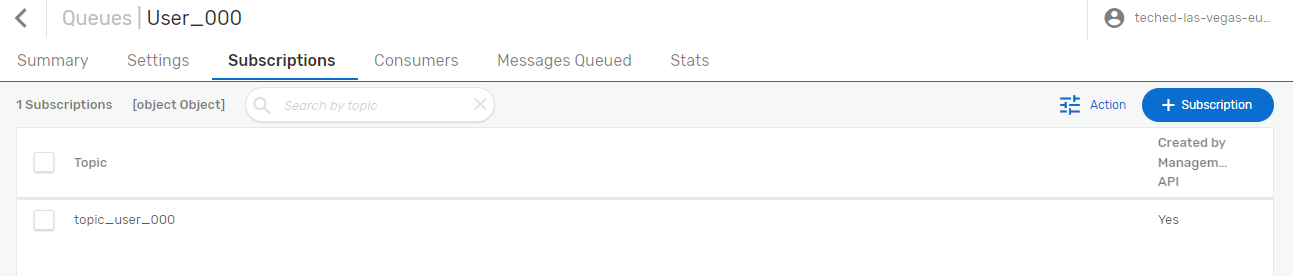 Queues | User_000
teched-las-vegas-eu...
Summary Settings Subscriptions Consumers Messages Queued Stats
1 Subscriptions [object Object] Search by topic Action + Subscription
Topic
Created by
Managem...
API
topic_user_000 Yes